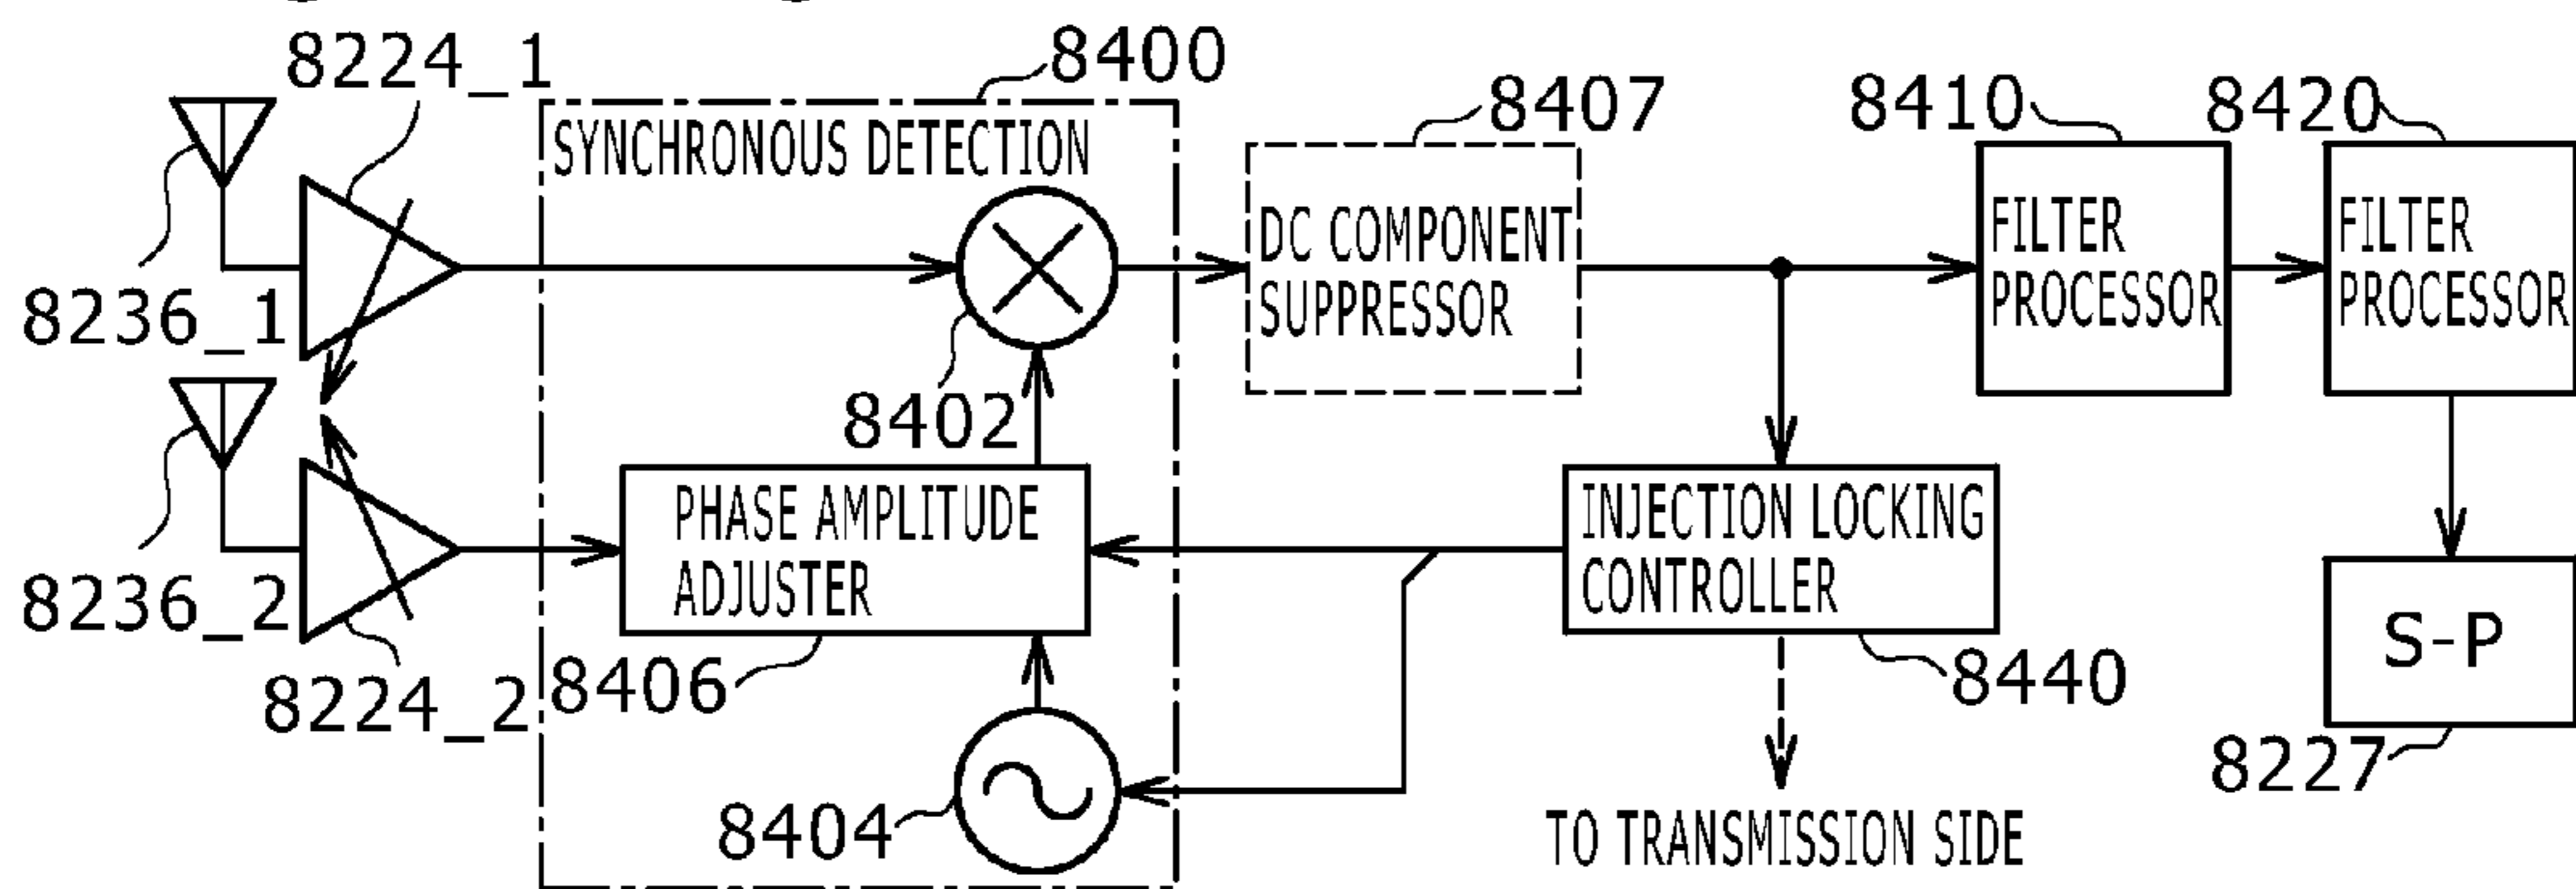 8224_1
8400
8407
8410
8420
SYNCHRONOUS DETECTION
DC COMPONENT
SUPPRESSOR
FILTER
PROCESSOR
FILTER
PROCESSOR
8236_1
8402
PHASE AMPLITUDE
ADJUSTER
INJECTION LOCKING
CONTROLLER
8236_2
8224_2
8406
8440
S-P
8227
8404
TO TRANSMISSION SIDE